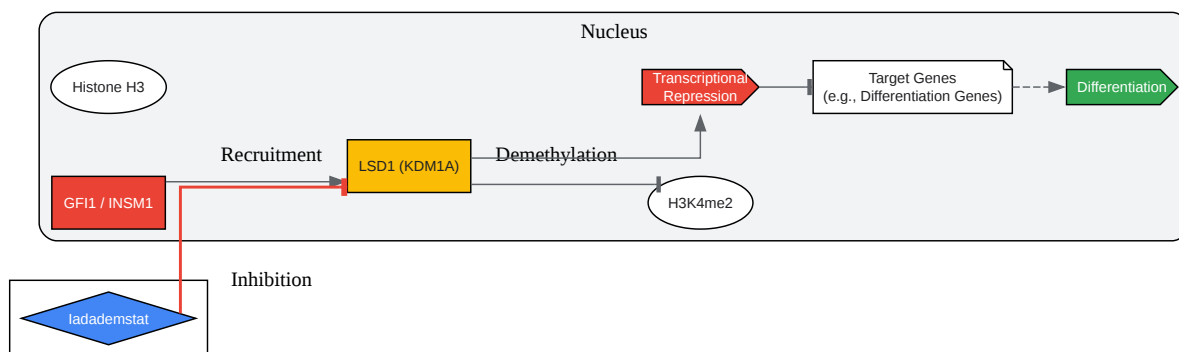 Nucleus
Histone H3
Transcriptional
Repression
Target Genes
(e.g., Differentiation Genes)
Differentiation
Recruitment
LSD1 (KDM1A)
Demethylation
GFI1 / INSM1
H3K4me2
Inhibition
Iadademstat